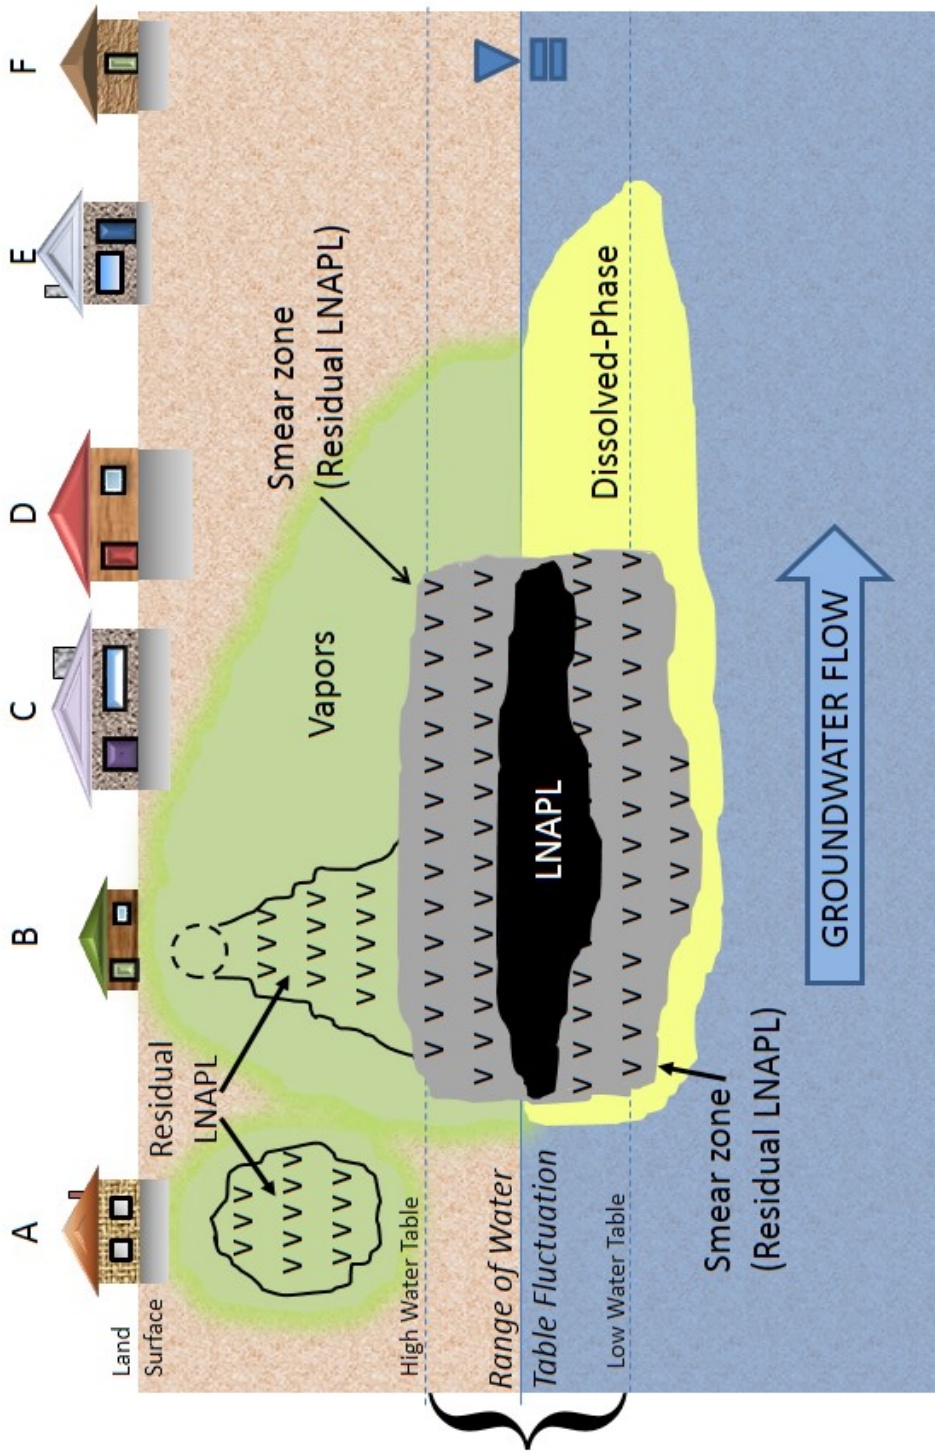 A
B
C
D
E
F
Land
Surface
Residual
LNAPL
Vapors
Smear zone
(Residual LNAPL)
High Water Table
Range of Water
Table Fluctuation
Low Water Table
LNAPL
Dissolved-Phase
Smear zone
(Residual LNAPL)
GROUNDWATER FLOW